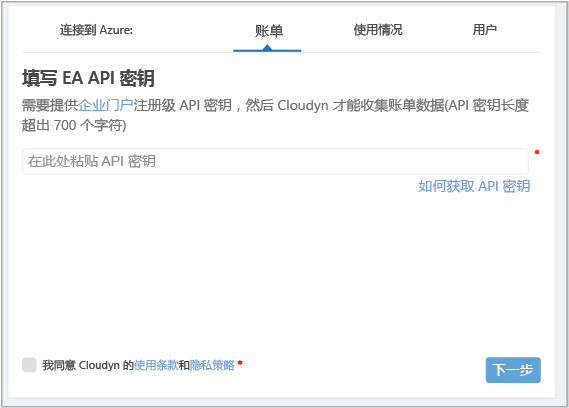 连接到 Azure: 账单 使用情况 用户
填写 EA API 密钥
需要提供企业门户注册级 API 密钥，然后 Cloudyn 才能收集账单数据(API 密钥长度
超出 700 个字符)
在此处粘贴 API 密钥 *
如何获取 API 密钥
我同意 Cloudyn 的使用条款和隐私策略 * 下一步